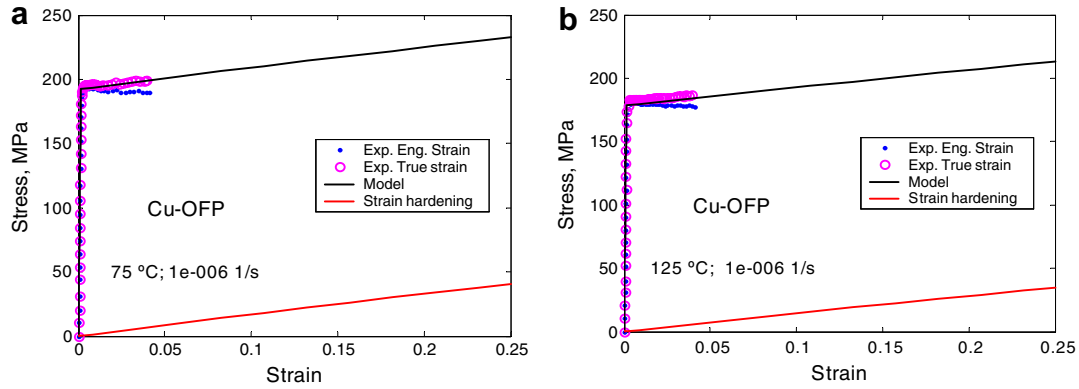 a
250
200
150
100
50
0
Stress, MPa
Exp. Eng. Strain
Exp. True strain
Model
Strain hardening
Cu-OFP
75 ºC; 1e-006 1/s
0 0.05 0.1 0.15 0.2 0.25
Strain
b
250
200
150
100
50
0
Stress, MPa
Exp. Eng. Strain
Exp. True strain
Model
Strain hardening
Cu-OFP
125 ºC; 1e-006 1/s
0 0.05 0.1 0.15 0.2 0.25
Strain